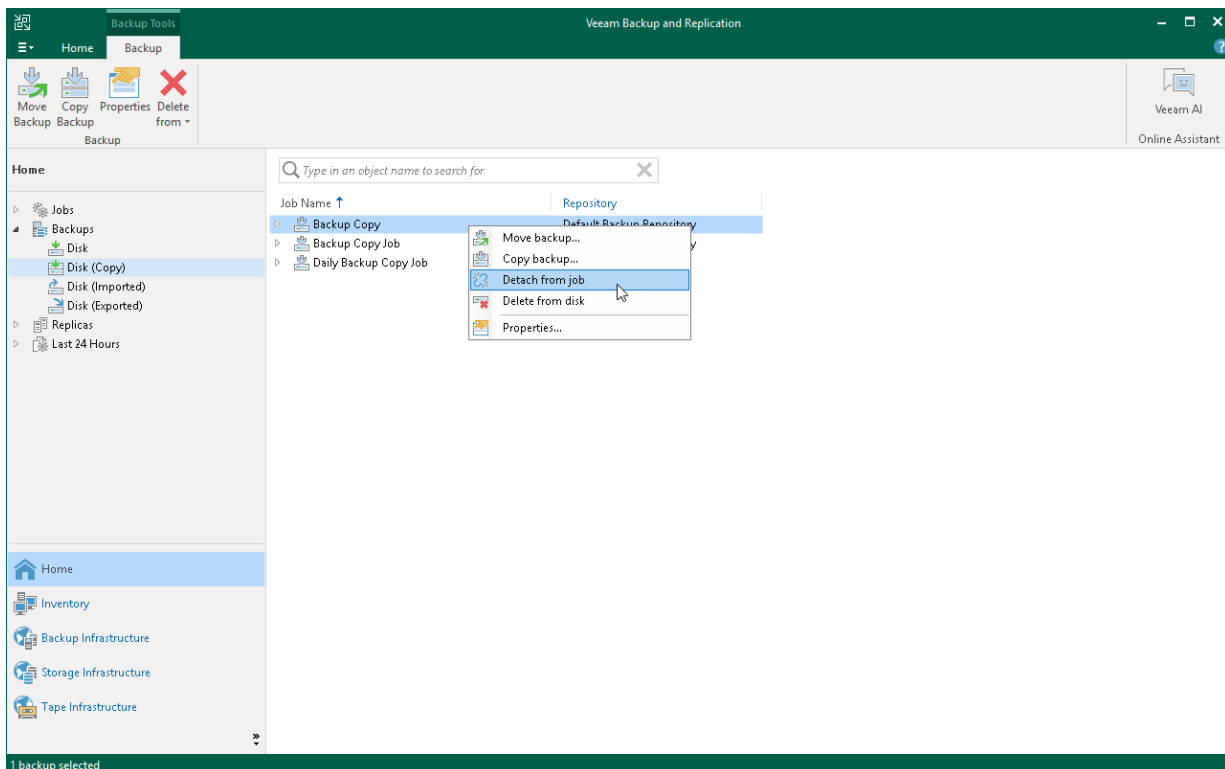 Backup Tools
Veeam Backup and Replication
Home
Backup
Move Backup
Copy Backup
Properties
Delete from
Backup
Veeam AI
Online Assistant
Home
Type in an object name to search for
Jobs
Backups
Disk
Disk (Copy)
Disk (Imported)
Disk (Exported)
Replicas
Last 24 Hours
Job Name
Repository
Backup Copy
Default Backup Repository
Backup Copy Job
y
Daily Backup Copy Job
Move backup...
Copy backup...
Detach from job
Delete from disk
Properties...
Home
Inventory
Backup Infrastructure
Storage Infrastructure
Tape Infrastructure
1 backup selected